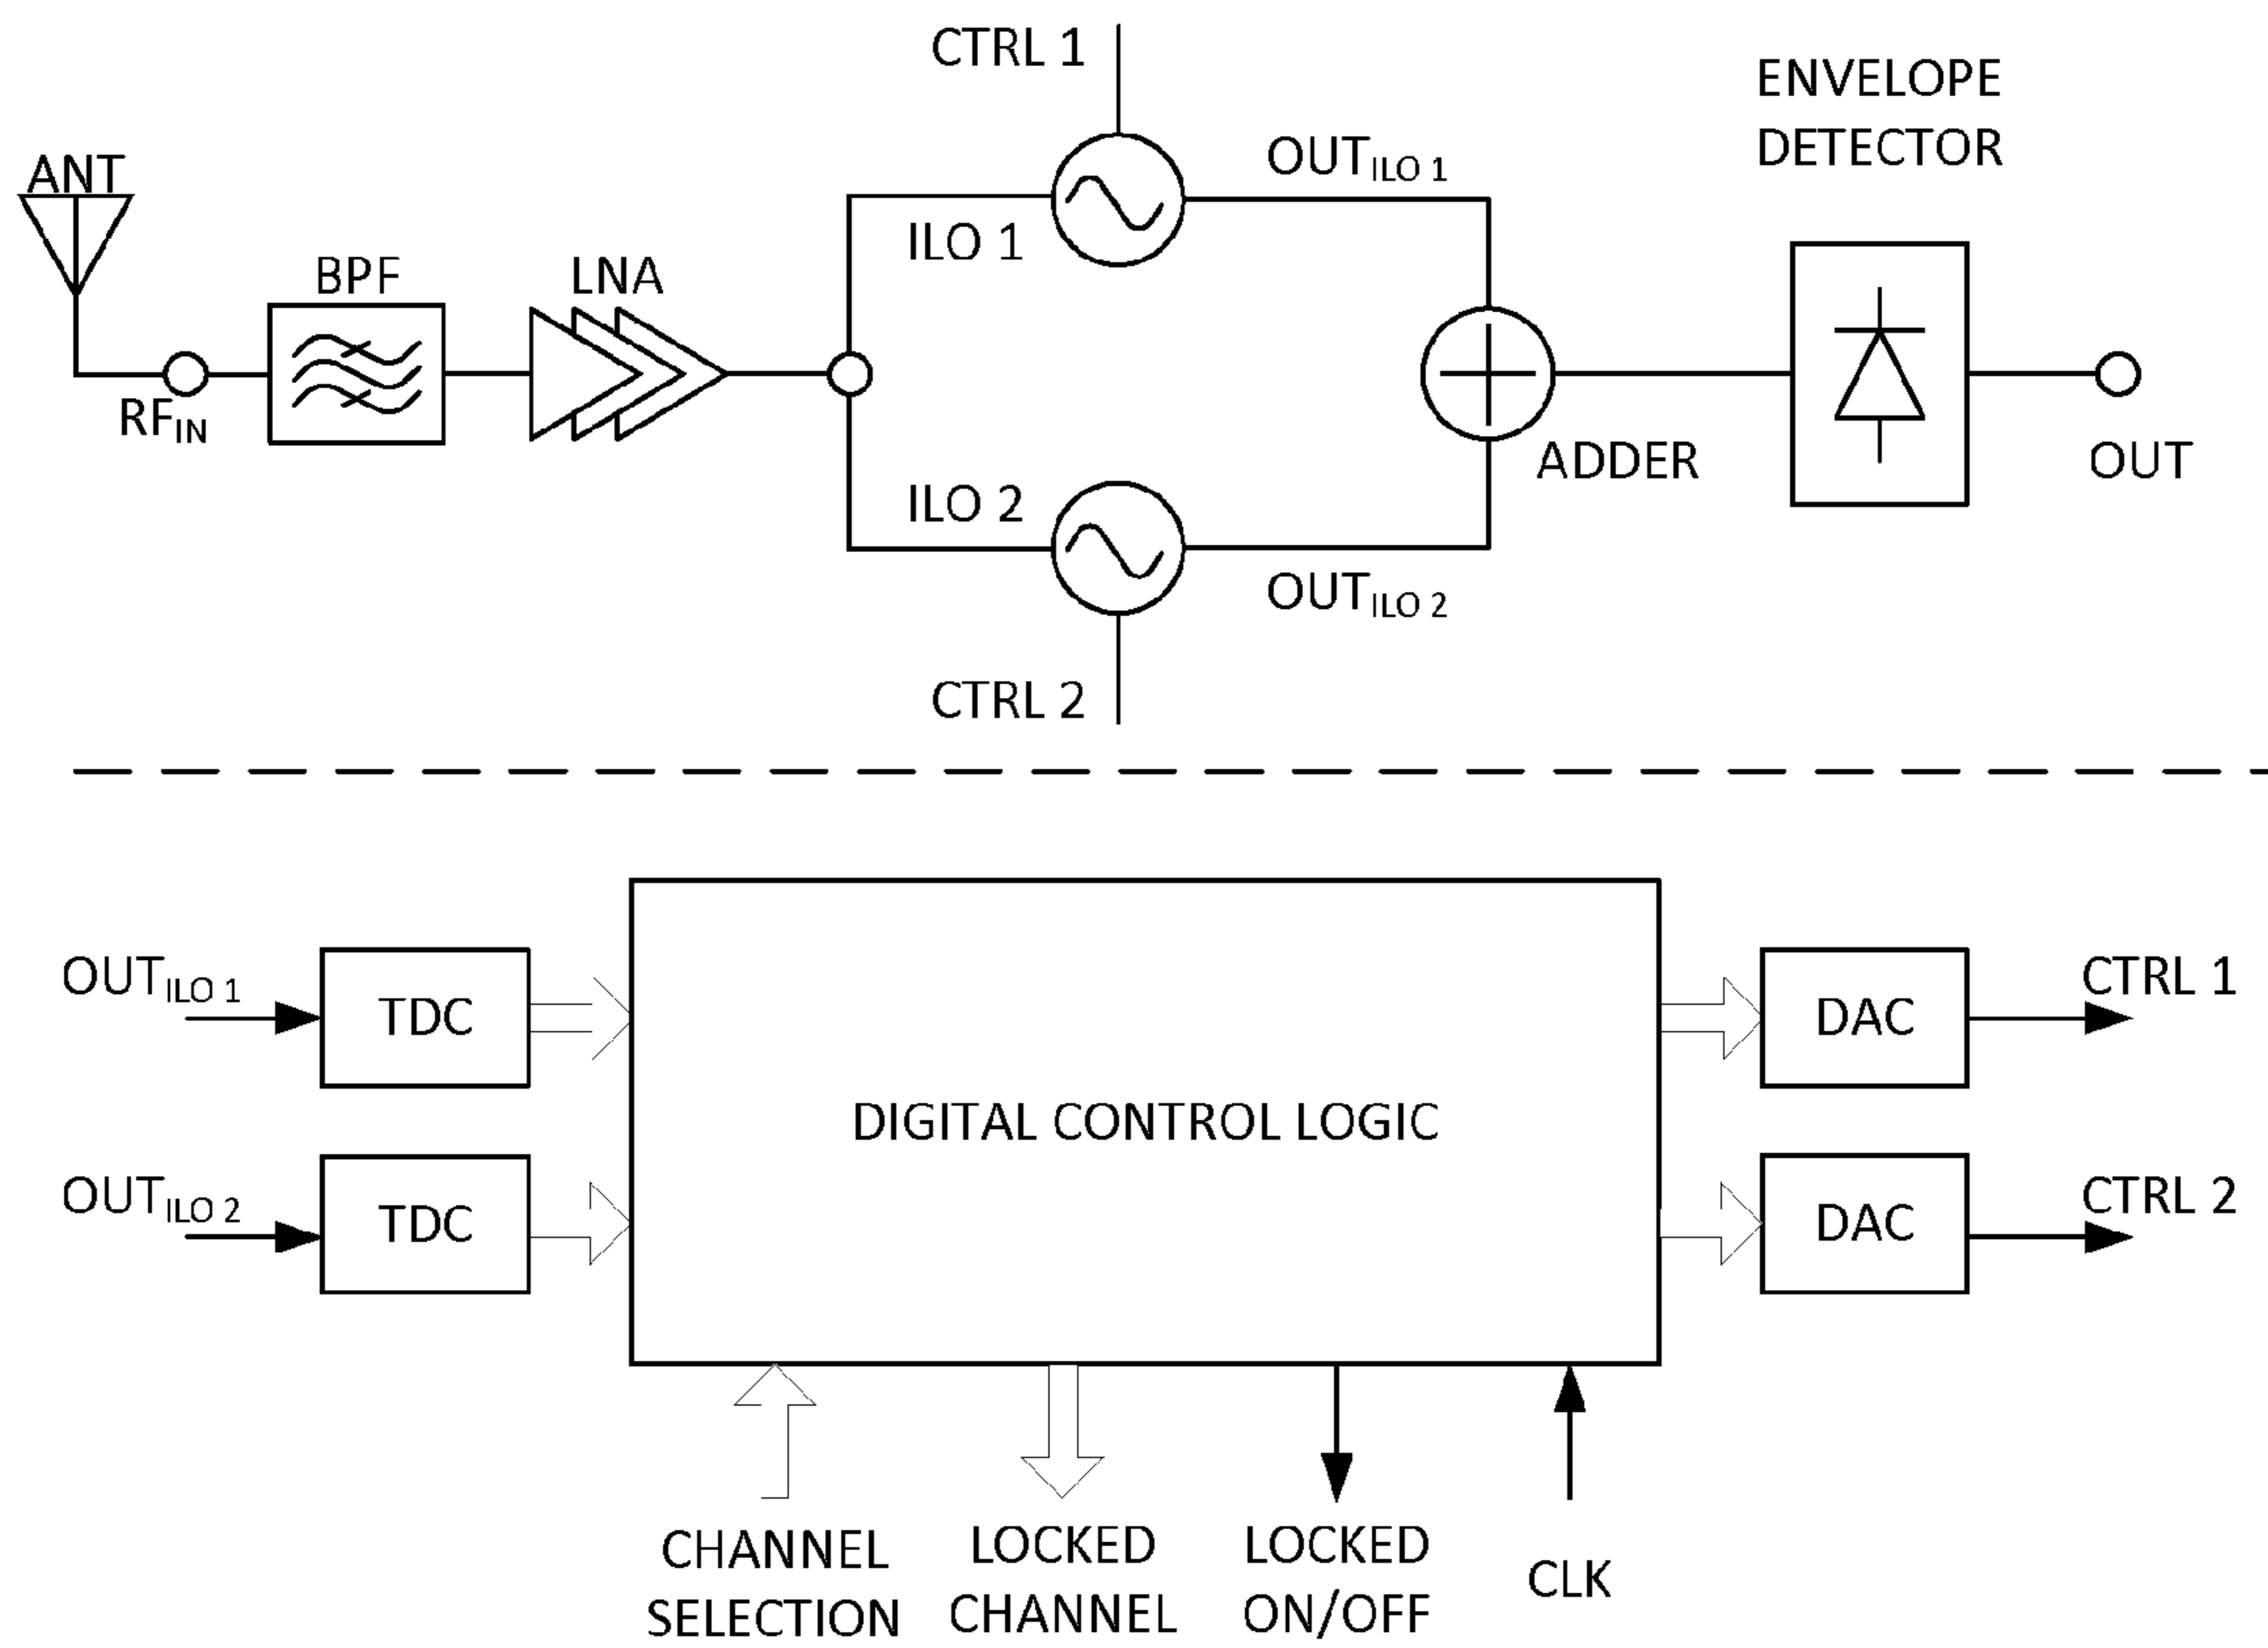 CTRL 1
ENVELOPE
DETECTOR
ANT
OUTILO 1
ILO 1
BPF
LNA
RFIN
ADDER
OUT
ILO 2
OUTILO 2
CTRL 2
OUTILO 1
TDC
DAC
CTRL 1
DIGITAL CONTROL LOGIC
OUTILO 2
TDC
DAC
CTRL 2
CHANNEL
SELECTION
LOCKED
CHANNEL
LOCKED
ON/OFF
CLK